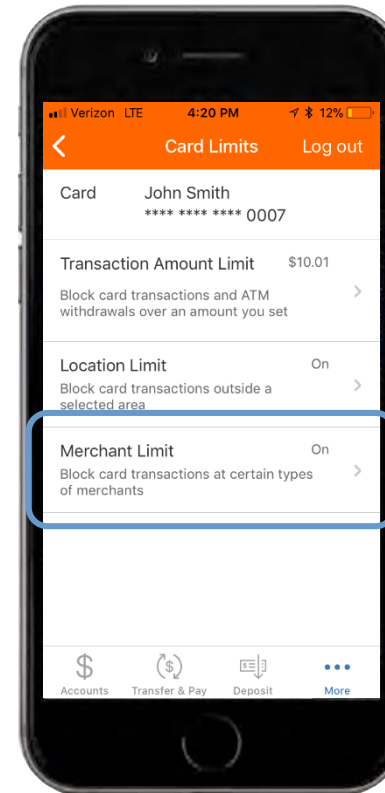 Verizon LTE 4:20 PM 12%
Card Limits Log out
Card John Smith
**** **** **** 0007
Transaction Amount Limit $10.01
Block card transactions and ATM
withdrawals over an amount you set
Location Limit On
Block card transactions outside a
selected area
Merchant Limit On
Block card transactions at certain types
of merchants
Accounts Transfer & Pay Deposit More